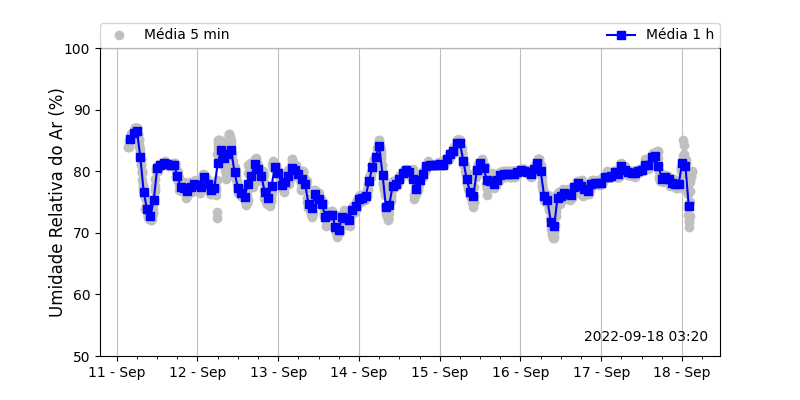 Média 5 min
Média 1 h
Umidade Relativa do Ar (%)
100
90
80
70
60
50
2022-09-18 03:20
11 - Sep
12 - Sep
13 - Sep
14 - Sep
15 - Sep
16 - Sep
17 - Sep
18 - Sep